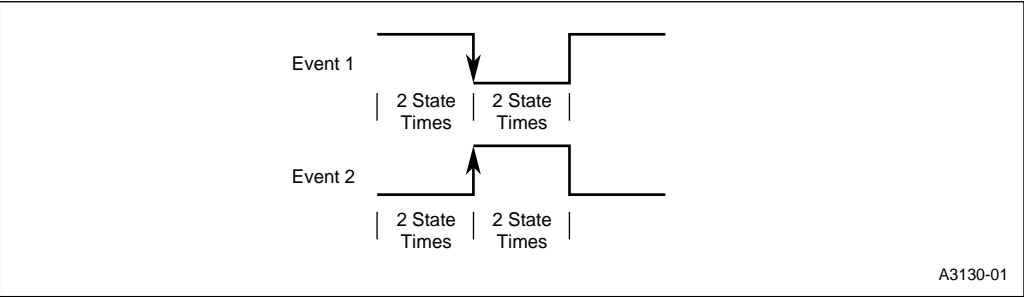 Event 1
2 State 2 State
Times Times
Event 2
2 State 2 State
Times Times
A3130-01